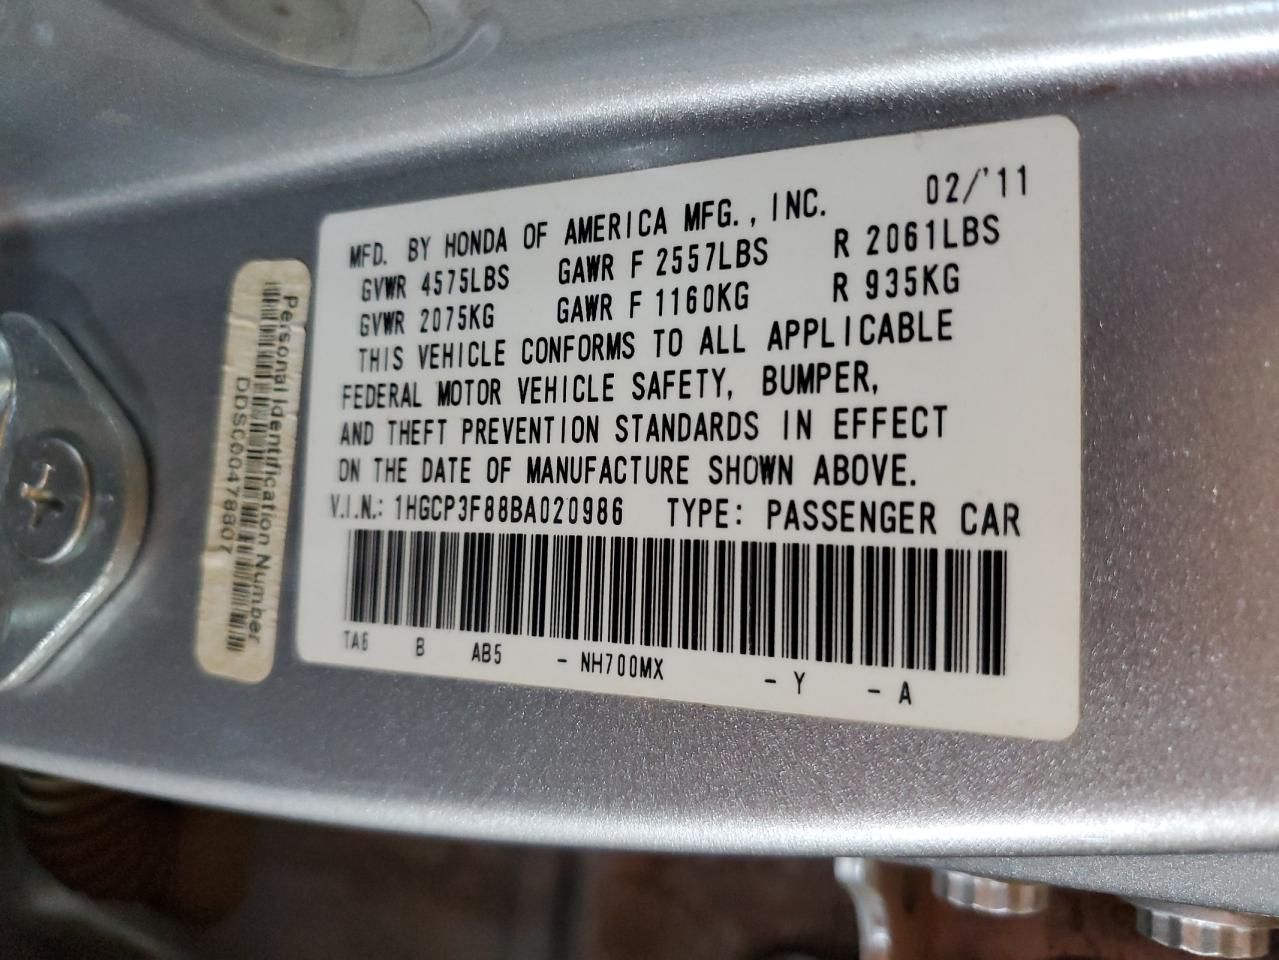 02/'11
MFD. BY HONDA OF AMERICA MFG., INC.
GVWR 4575LBS GAWR F 2557LBS R 2061LBS
GVWR 2075KG GAWR F 1160KG R 935KG
THIS VEHICLE CONFORMS TO ALL APPLICABLE
FEDERAL MOTOR VEHICLE SAFETY, BUMPER,
AND THEFT PREVENTION STANDARDS IN EFFECT
ON THE DATE OF MANUFACTURE SHOWN ABOVE.
V.I.N.: 1HGCP3F88BA020986 TYPE: PASSENGER CAR
TA6 B AB5 - NH700MX - Y - A
Personal Identification Number
DDSC00478807